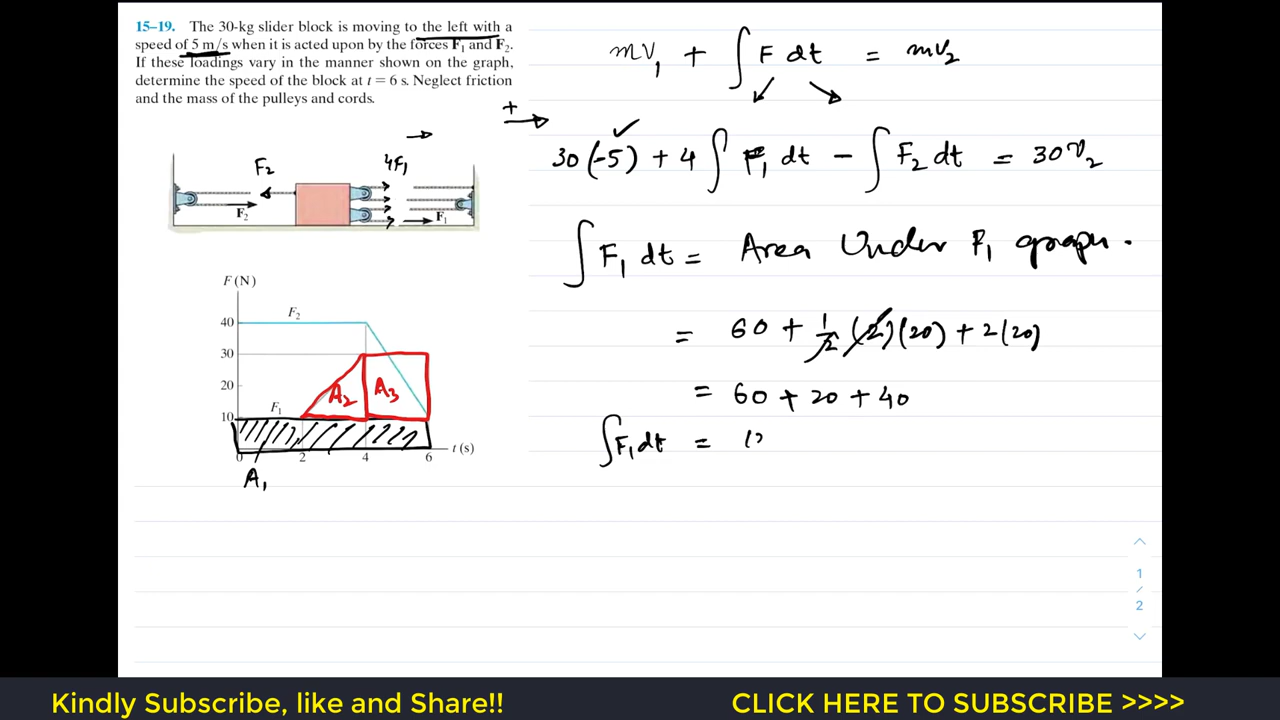 15–19. The 30-kg slider block is moving to the left with a
speed of 5 m/s when it is acted upon by the forces F₁ and F₂.
If these loadings vary in the manner shown on the graph,
determine the speed of the block at t = 6 s. Neglect friction
and the mass of the pulleys and cords.
mV₁ + ∫ F dt = mV₂
+
30(-5) + 4 ∫ F₁ dt − ∫ F₂ dt = 30V₂
F₂
4F₁
F₂
F₁
∫ F₁ dt = Area Under F₁ graph.
F (N)
F₂
40
30
20
F₁
10
A₂
A₃
0
2
4
6
t (s)
A₁
= 60 + 1/2 (2)(20) + 2(20)
= 60 + 20 + 40
∫F₁dt = 12
1
/
2
Kindly Subscribe, like and Share!!
CLICK HERE TO SUBSCRIBE >>>>